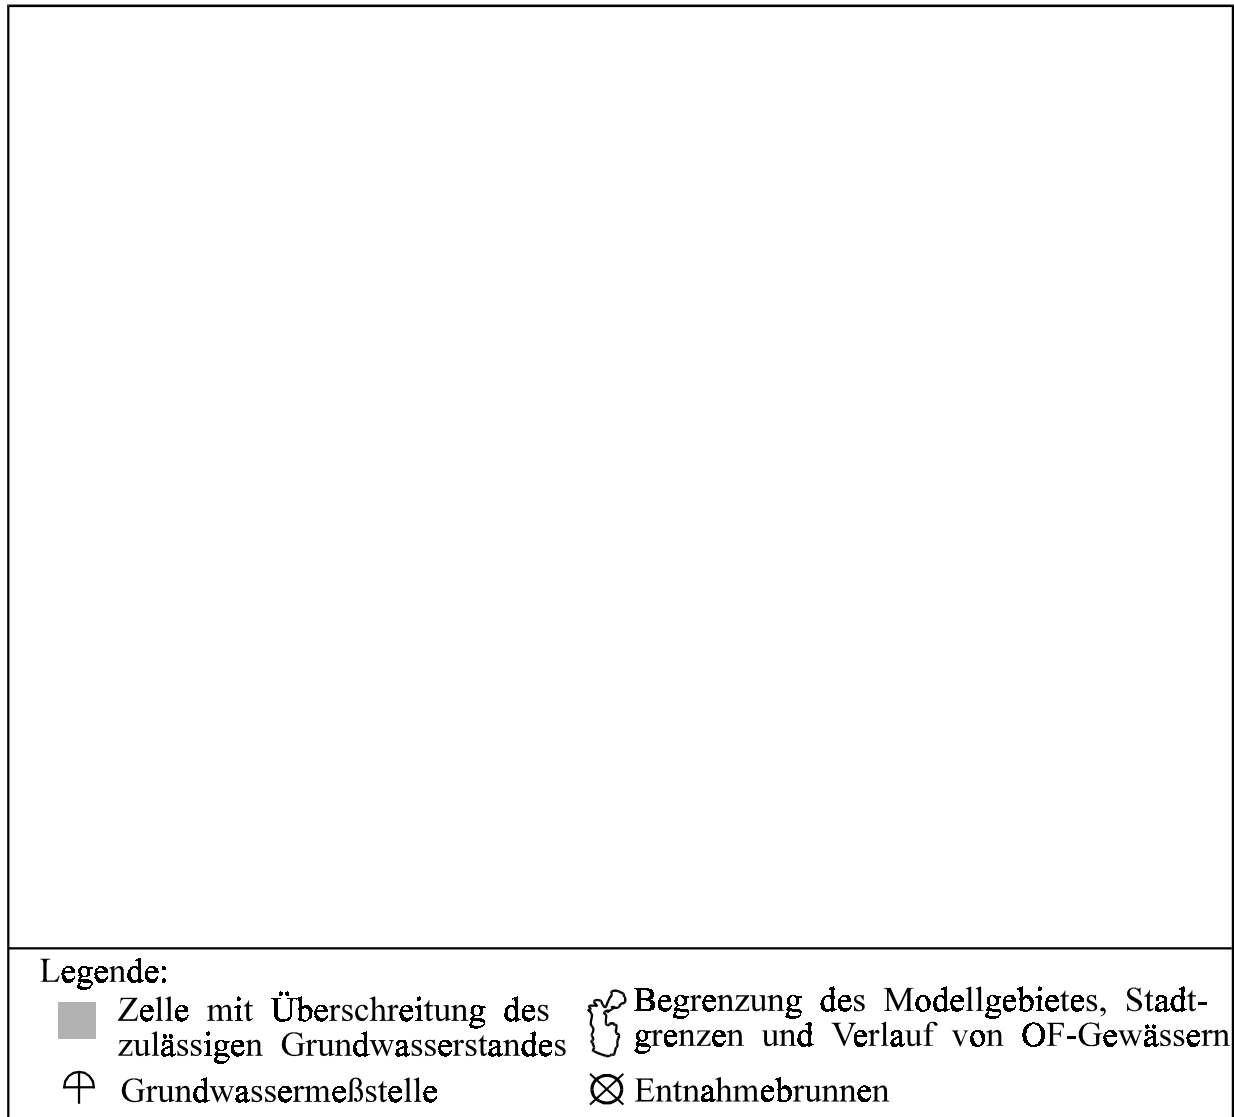 Legende:
Zelle mit Überschreitung des
zulässigen Grundwasserstandes
Grundwassermeßstelle
Begrenzung des Modellgebietes, Stadt-
grenzen und Verlauf von OF-Gewässern
Entnahmebrunnen